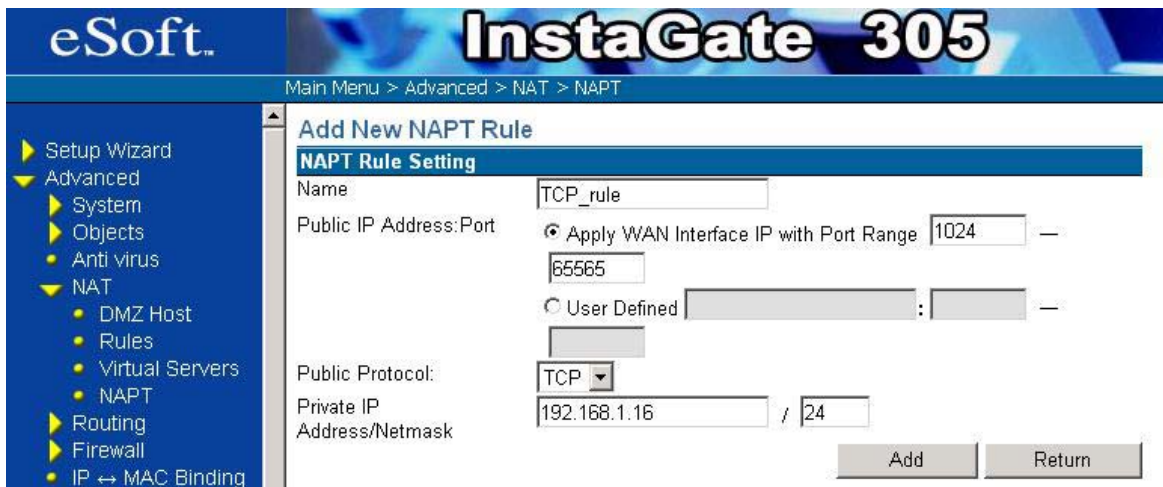 eSoft™
InstaGate 305
Main Menu > Advanced > NAT > NAPT
Setup Wizard
Advanced
System
Objects
Anti virus
NAT
DMZ Host
Rules
Virtual Servers
NAPT
Routing
Firewall
IP ↔ MAC Binding
Add New NAPT Rule
NAPT Rule Setting
Name TCP_rule
Public IP Address:Port Apply WAN Interface IP with Port Range 1024 —
65565
User Defined : —
Public Protocol: TCP
Private IP Address/Netmask 192.168.1.16 / 24
Add Return